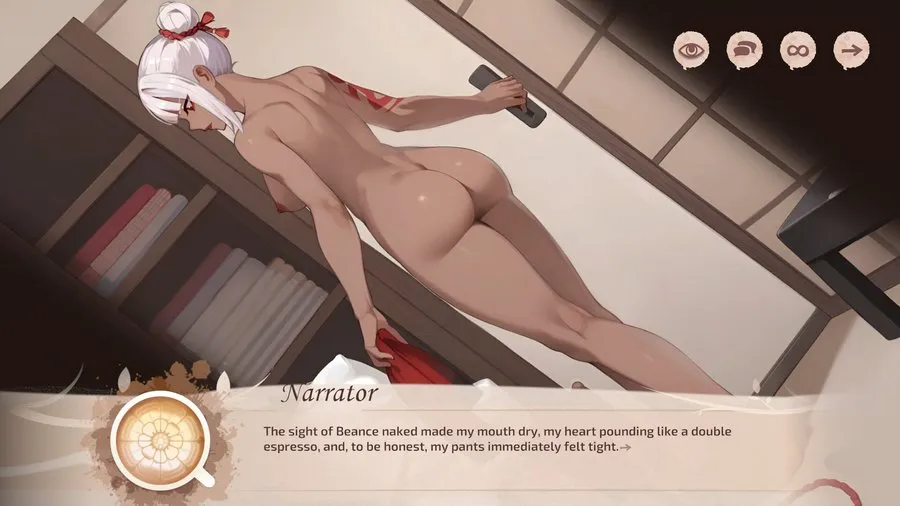 Narrator
The sight of Beance naked made my mouth dry, my heart pounding like a double
espresso, and, to be honest, my pants immediately felt tight.→